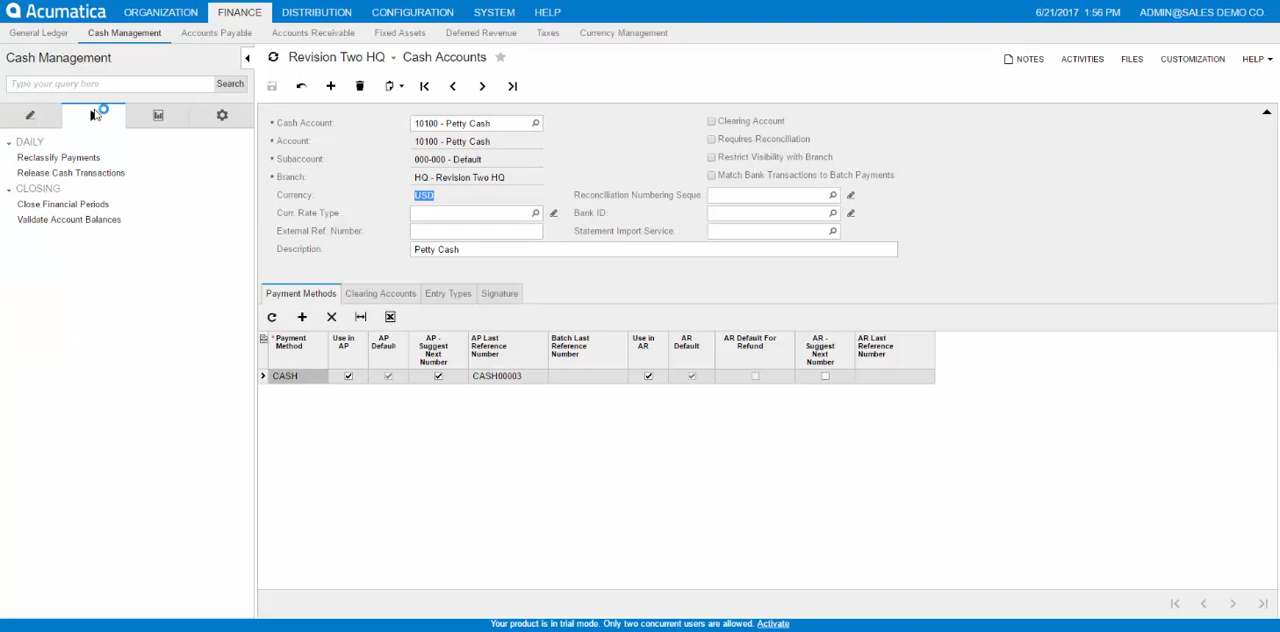 Acumatica ORGANIZATION FINANCE DISTRIBUTION CONFIGURATION SYSTEM HELP 6/21/2017 1:56 PM ADMIN@SALES DEMO CO.
General Ledger Cash Management Accounts Payable Accounts Receivable Fixed Assets Deferred Revenue Taxes Currency Management
Cash Management
Revision Two HQ Cash Accounts NOTES ACTIVITIES FILES CUSTOMIZATION HELP
Type your query here Search
DAILY
Reclassify Payments
Release Cash Transactions
CLOSING
Close Financial Periods
Validate Account Balances
* Cash Account: 10100 - Petty Cash Clearing Account
* Account: 10100 - Petty Cash Requires Reconciliation
* Subaccount: 000-000 - Default Restrict Visibility with Branch
* Branch: HQ - Revision Two HQ Match Bank Transactions to Batch Payments
Currency: USD Reconciliation Numbering Seque
Curr. Rate Type : Bank ID:
External Ref. Number: Statement Import Service:
Description: Petty Cash
Payment Methods Clearing Accounts Entry Types Signature
* Payment Method Use in AP AP Default AP - Suggest Next Number AP Last Reference Number Batch Last Reference Number Use in AR AR Default AR Default For Refund AR - Suggest Next Number AR Last Reference Number
CASH CASH00003
Your product is in trial mode. Only two concurrent users are allowed. Activate